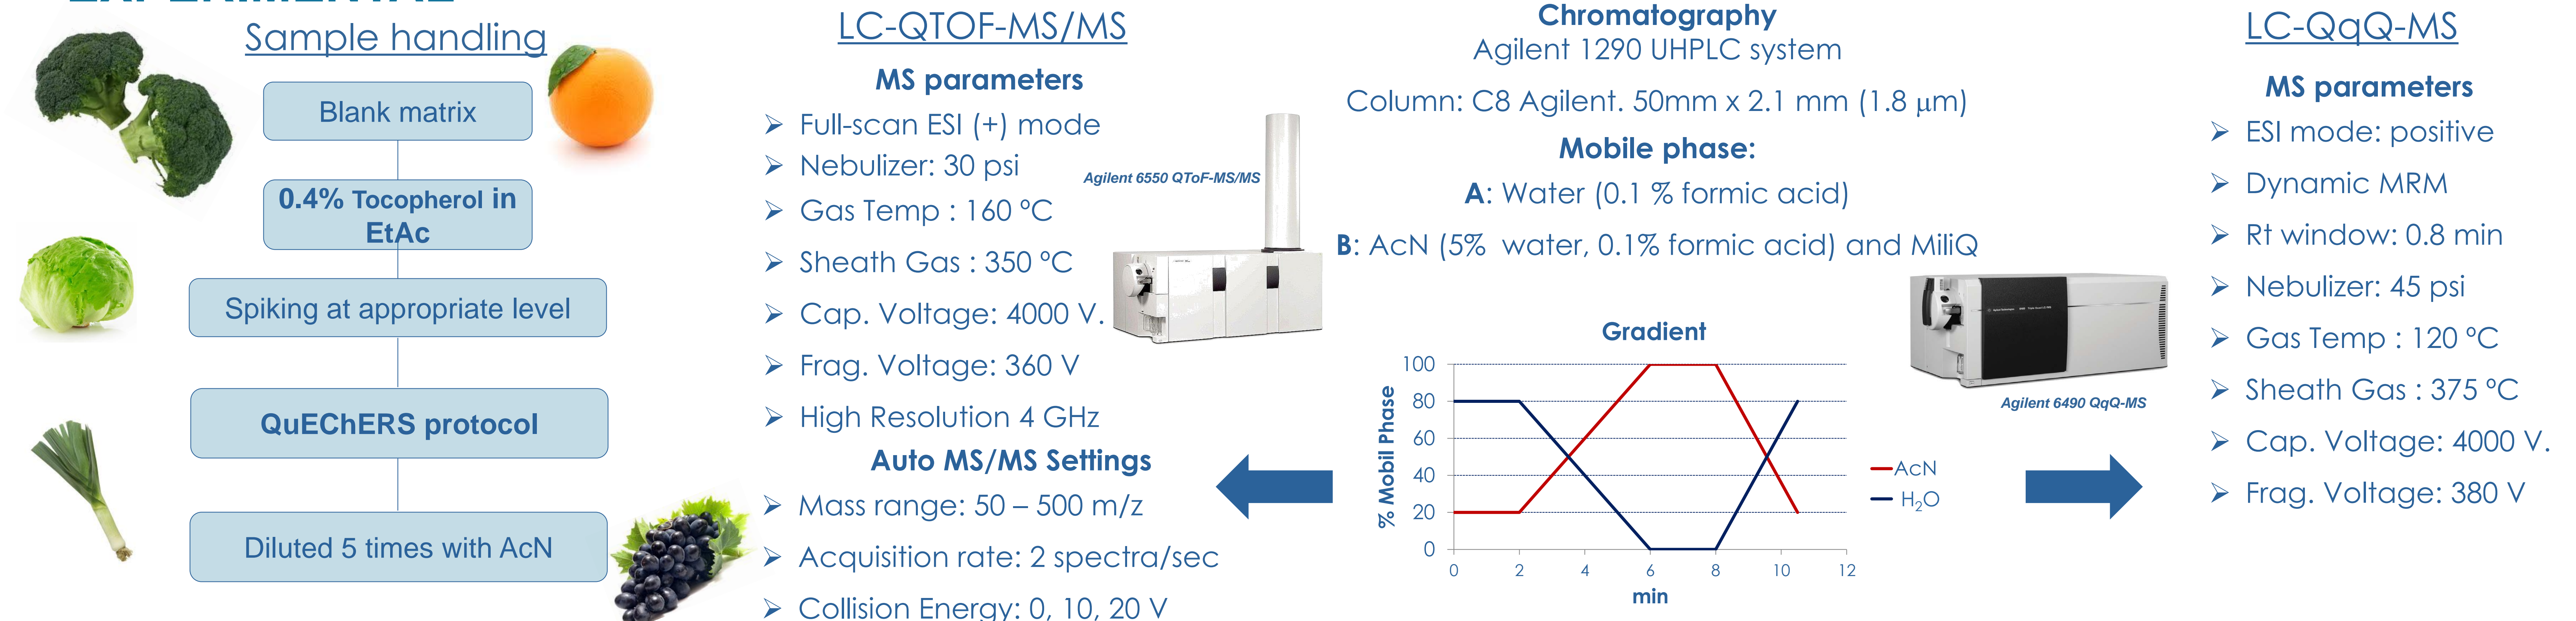 EXPERIMENTAL
Sample handling
Blank matrix
0.4% Tocopherol in
EtAc
Spiking at appropriate level
QuEChERS protocol
Diluted 5 times with AcN
LC-QTOF-MS/MS
MS parameters
➢ Full-scan ESI (+) mode
➢ Nebulizer: 30 psi
➢ Gas Temp : 160 ºC
➢ Sheath Gas : 350 ºC
➢ Cap. Voltage: 4000 V.
➢ Frag. Voltage: 360 V
➢ High Resolution 4 GHz
Agilent 6550 QToF-MS/MS
Auto MS/MS Settings
➢ Mass range: 50 – 500 m/z
➢ Acquisition rate: 2 spectra/sec
➢ Collision Energy: 0, 10, 20 V
Chromatography
Agilent 1290 UHPLC system
Column: C8 Agilent. 50mm x 2.1 mm (1.8 μm)
Mobile phase:
A: Water (0.1 % formic acid)
B: AcN (5% water, 0.1% formic acid) and MiliQ
Gradient
% Mobil Phase
100
80
60
40
20
0
0 2 4 6 8 10 12
min
AcN
H₂O
Agilent 6490 QqQ-MS
LC-QqQ-MS
MS parameters
➢ ESI mode: positive
➢ Dynamic MRM
➢ Rt window: 0.8 min
➢ Nebulizer: 45 psi
➢ Gas Temp : 120 ºC
➢ Sheath Gas : 375 ºC
➢ Cap. Voltage: 4000 V.
➢ Frag. Voltage: 380 V